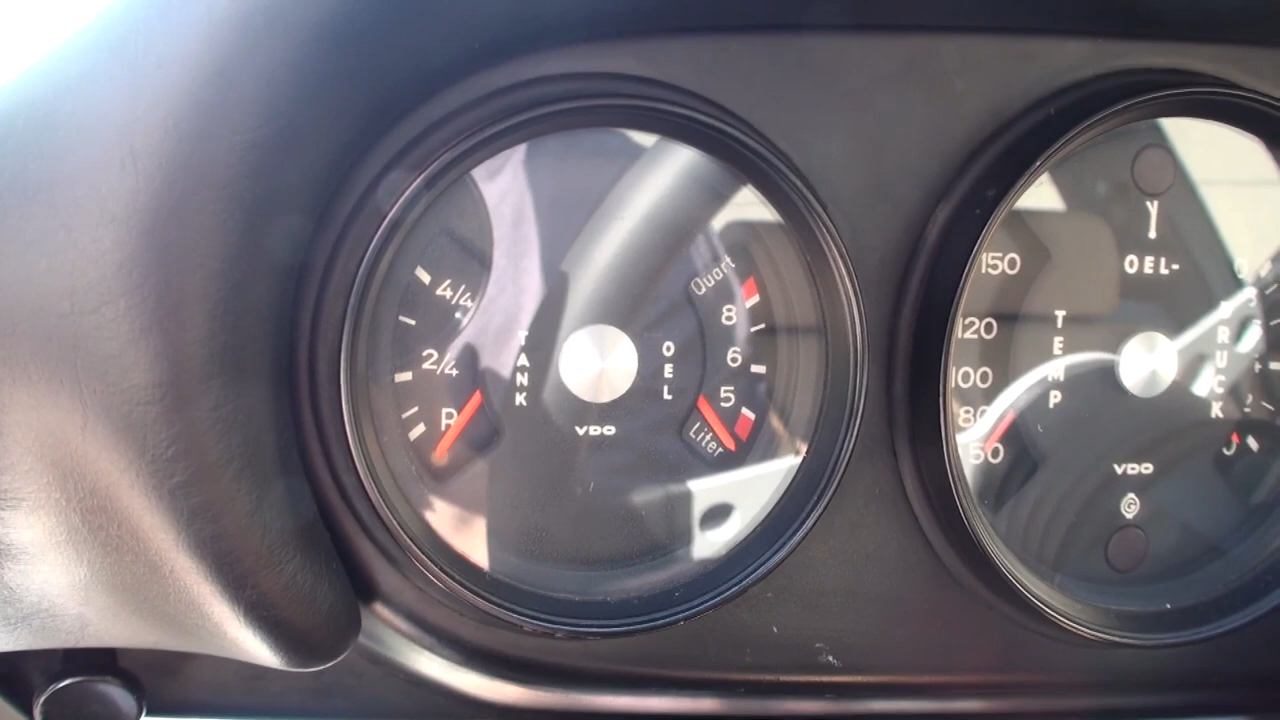 4/4
2/4
R
TANK
VDO
OEL
Quart
8
6
5
Liter
150
120
100
80
50
TEMP
OEL-
DRUCK
VDO
G